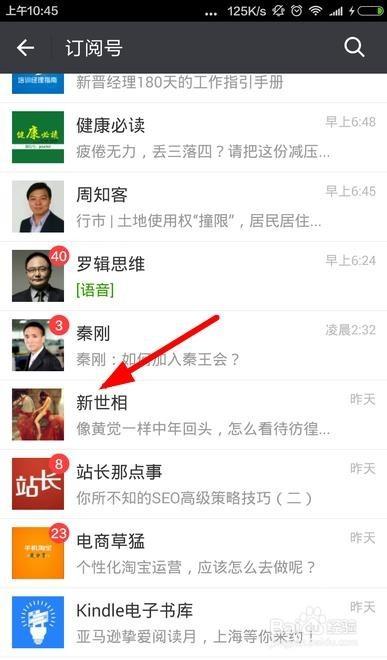 上午10:45
125K/s
订阅号
培训经理指南
新晋经理180天的工作指引手册
健康必读
健康必读
早上6:48
疲倦无力，丢三落四？请把这份减压...
周知客
早上6:45
行市 | 土地使用权“撞限”，居民居住...
40
罗辑思维
早上6:24
[语音]
3
秦刚
凌晨2:32
秦刚：如何加入秦王会？
新世相
昨天
像黄觉一样中年回头，怎么看待彷徨...
8
站长
站长那点事
昨天
你所不知的SEO高级策略技巧（二）
23
手机淘宝
电商草猛
昨天
个性化淘宝运营，应该怎么去做呢？
Kindle电子书库
昨天
亚马逊挚爱阅读月，上海等你来约！
Baidu经验
jingyan.baidu.com